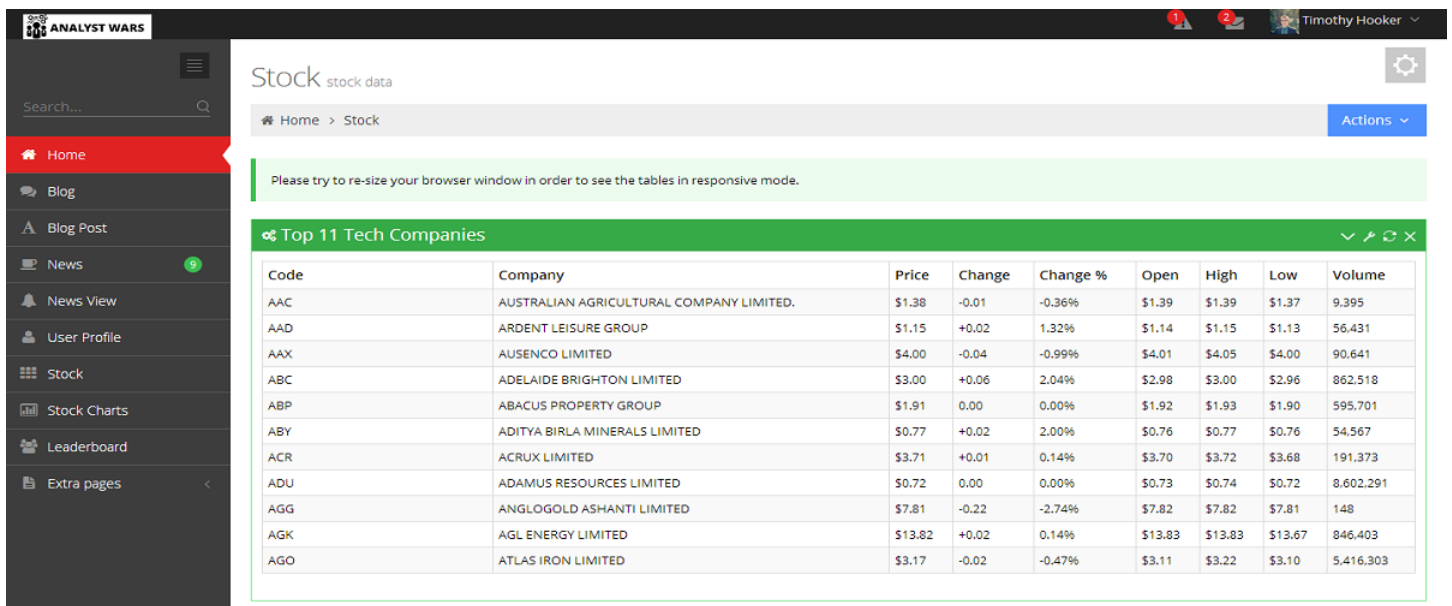 ANALYST WARS
1
2
Timothy Hooker
Search...
Home
Blog
Blog Post
News 9
News View
User Profile
Stock
Stock Charts
Leaderboard
Extra pages
Stock stock data
Home > Stock
Actions
Please try to re-size your browser window in order to see the tables in responsive mode.
Top 11 Tech Companies
Code Company Price Change Change % Open High Low Volume
AAC AUSTRALIAN AGRICULTURAL COMPANY LIMITED. $1.38 -0.01 -0.36% $1.39 $1.39 $1.37 9,395
AAD ARDENT LEISURE GROUP $1.15 +0.02 1.32% $1.14 $1.15 $1.13 56,431
AAX AUSENCO LIMITED $4.00 -0.04 -0.99% $4.01 $4.05 $4.00 90,641
ABC ADELAIDE BRIGHTON LIMITED $3.00 +0.06 2.04% $2.98 $3.00 $2.96 862,518
ABP ABACUS PROPERTY GROUP $1.91 0.00 0.00% $1.92 $1.93 $1.90 595,701
ABY ADITYA BIRLA MINERALS LIMITED $0.77 +0.02 2.00% $0.76 $0.77 $0.76 54,567
ACR ACRUX LIMITED $3.71 +0.01 0.14% $3.70 $3.72 $3.68 191,373
ADU ADAMUS RESOURCES LIMITED $0.72 0.00 0.00% $0.73 $0.74 $0.72 8,602,291
AGG ANGLOGOLD ASHANTI LIMITED $7.81 -0.22 -2.74% $7.82 $7.82 $7.81 148
AGK AGL ENERGY LIMITED $13.82 +0.02 0.14% $13.83 $13.83 $13.67 846,403
AGO ATLAS IRON LIMITED $3.17 -0.02 -0.47% $3.11 $3.22 $3.10 5,416,303